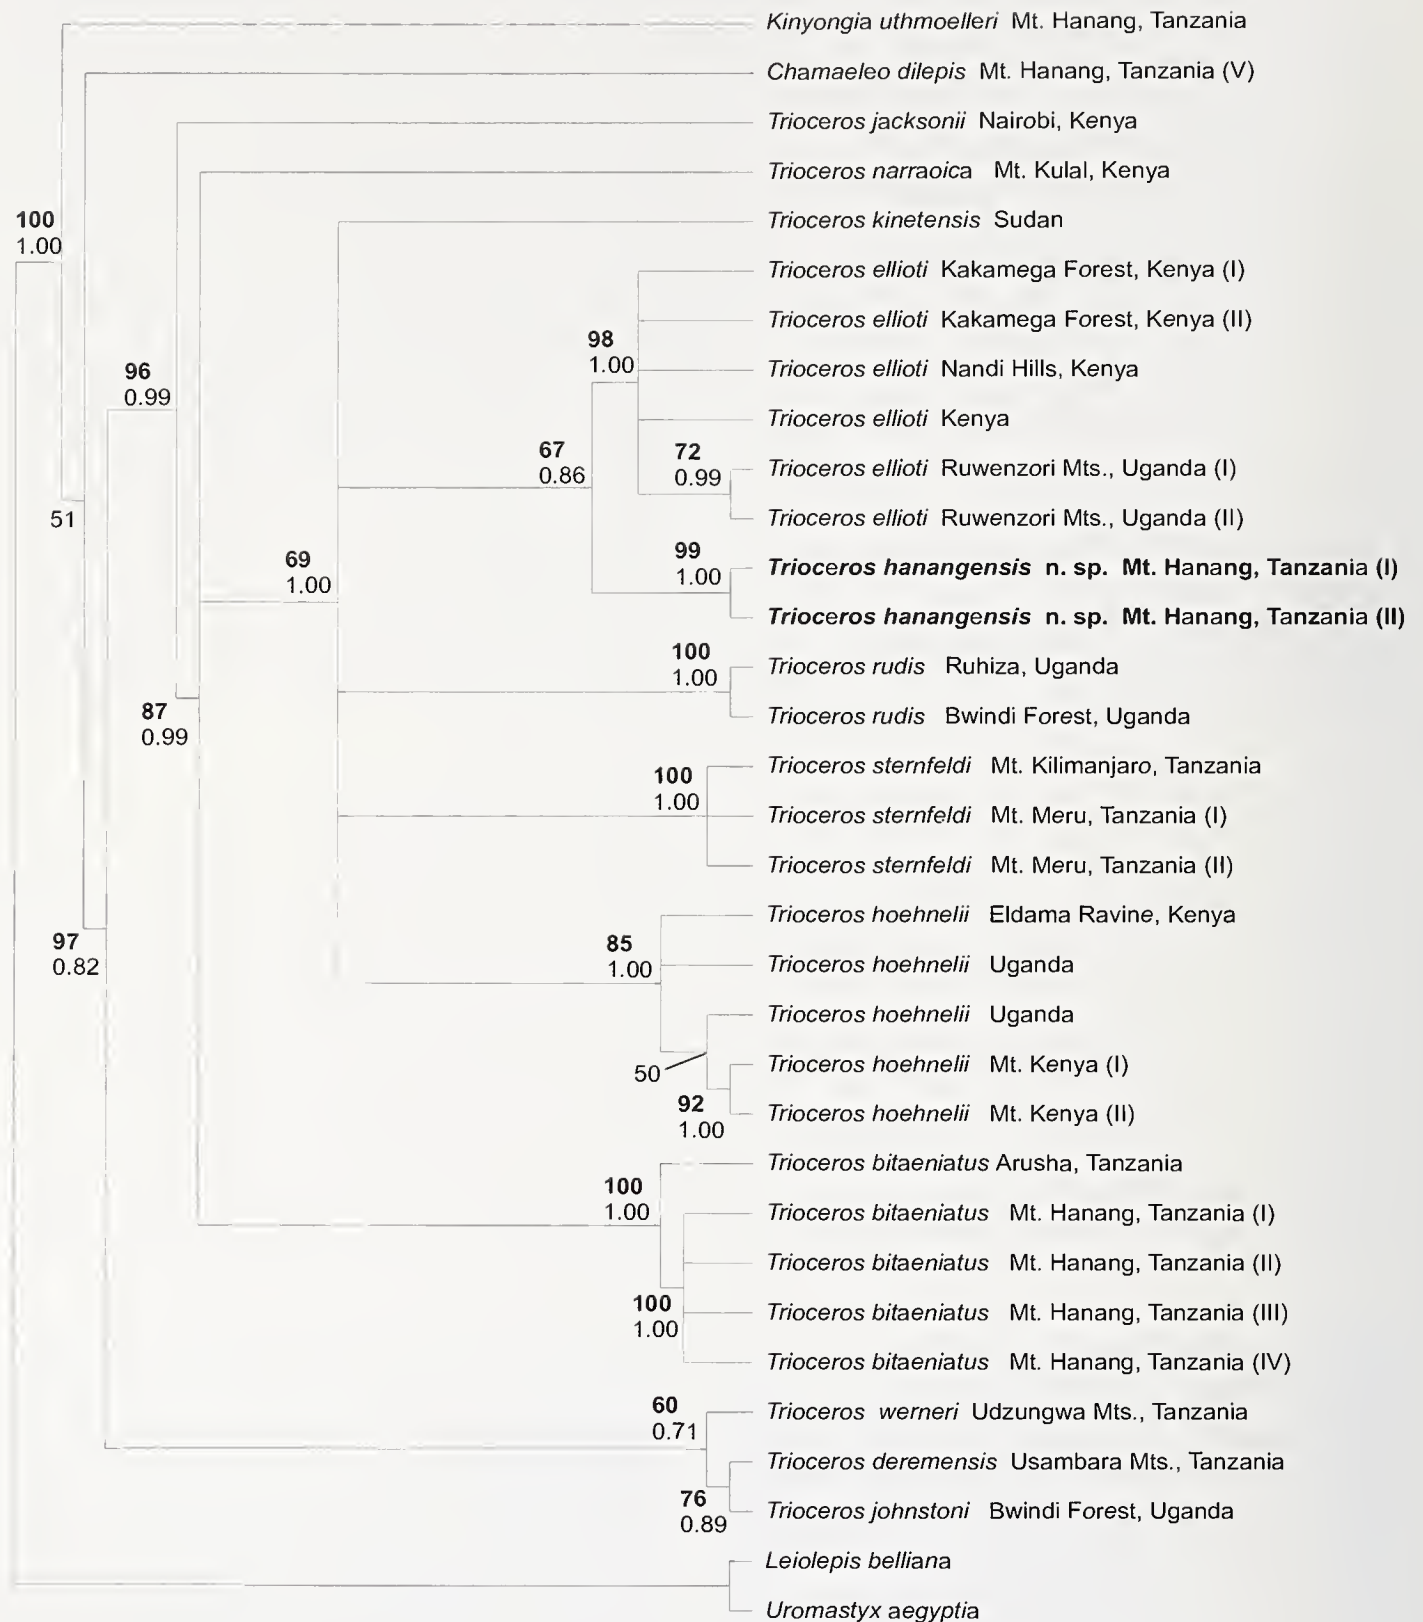 Kinyongia uthmoelleri Mt. Hanang, Tanzania
Chamaeleo dilepis Mt. Hanang, Tanzania (V)
Trioceros jacksonii Nairobi, Kenya
Trioceros narraoica Mt. Kulal, Kenya
100
1.00
Trioceros kinetensis Sudan
Trioceros ellioti Kakamega Forest, Kenya (I)
Trioceros ellioti Kakamega Forest, Kenya (II)
98
1.00
Trioceros ellioti Nandi Hills, Kenya
96
0.99
Trioceros ellioti Kenya
67
0.86
72
0.99
Trioceros ellioti Ruwenzori Mts., Uganda (I)
Trioceros ellioti Ruwenzori Mts., Uganda (II)
51
69
1.00
99
1.00
Trioceros hanangensis n. sp. Mt. Hanang, Tanzania (I)
Trioceros hanangensis n. sp. Mt. Hanang, Tanzania (II)
100
1.00
Trioceros rudis Ruhiza, Uganda
Trioceros rudis Bwindi Forest, Uganda
87
0.99
100
1.00
Trioceros sternfeldi Mt. Kilimanjaro, Tanzania
Trioceros sternfeldi Mt. Meru, Tanzania (I)
Trioceros sternfeldi Mt. Meru, Tanzania (II)
Trioceros hoehnelii Eldama Ravine, Kenya
97
0.82
85
1.00
Trioceros hoehnelii Uganda
Trioceros hoehnelii Uganda
50
Trioceros hoehnelii Mt. Kenya (I)
92
1.00
Trioceros hoehnelii Mt. Kenya (II)
Trioceros bitaeniatus Arusha, Tanzania
100
1.00
Trioceros bitaeniatus Mt. Hanang, Tanzania (I)
Trioceros bitaeniatus Mt. Hanang, Tanzania (II)
100
1.00
Trioceros bitaeniatus Mt. Hanang, Tanzania (III)
Trioceros bitaeniatus Mt. Hanang, Tanzania (IV)
60
0.71
Trioceros werneri Udzungwa Mts., Tanzania
Trioceros deremensis Usambara Mts., Tanzania
76
0.89
Trioceros johnstoni Bwindi Forest, Uganda
Leiolepis belliana
Uromastyx aegyptia